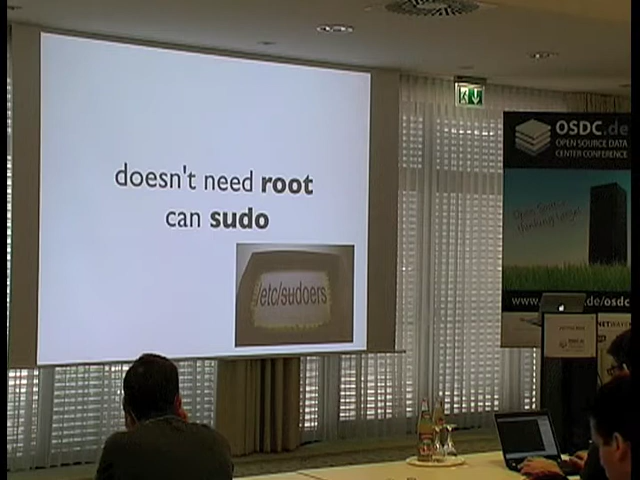 doesn't need root
can sudo
/etc/sudoers
OSDC.de
OPEN SOURCE DATA
CENTER CONFERENCE
www.
.de/osdc